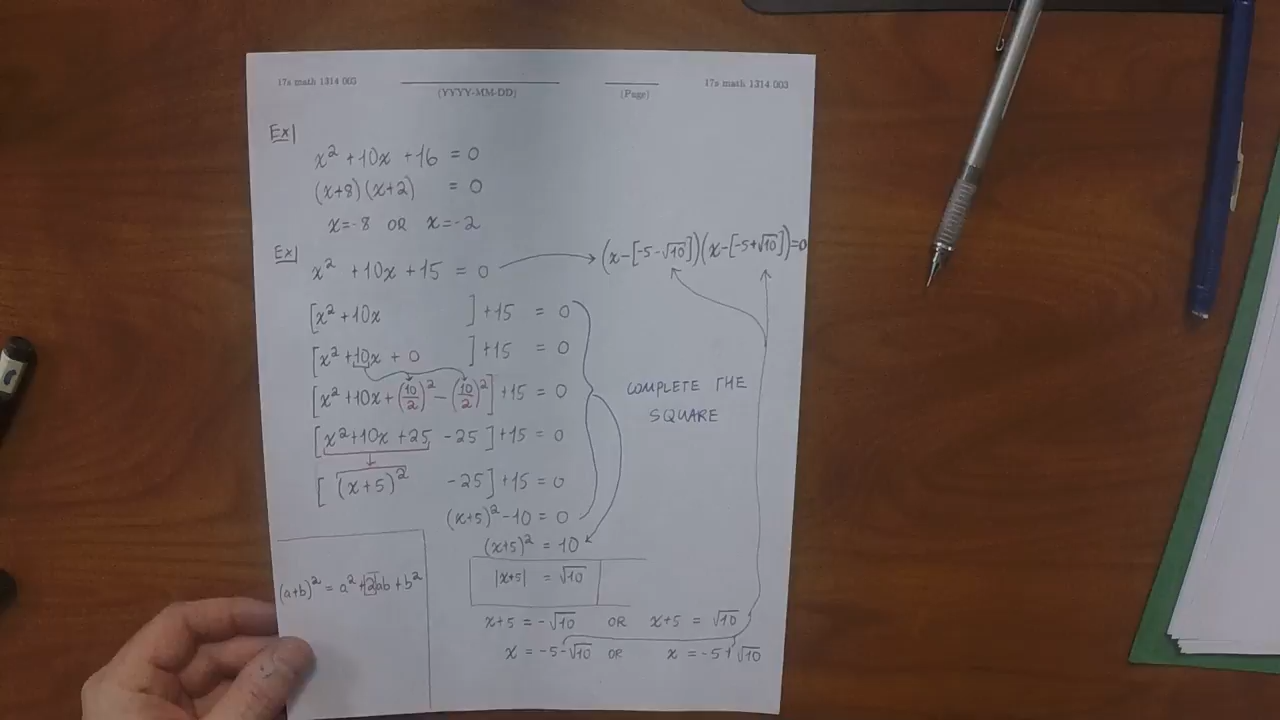 17s math 1314 003
(YYYY-MM-DD)
(Page)
17s math 1314 003
Ex|
x² + 10x + 16 = 0
(x+8)(x+2) = 0
x=-8 OR x=-2
Ex|
x² + 10x + 15 = 0
(x-[-5-√10])(x-[-5+√10])=0
[x² + 10x ] + 15 = 0
[x² + 10x + 0 ] + 15 = 0
[x² + 10x + (10/2)² - (10/2)²] + 15 = 0
[x² + 10x + 25 - 25] + 15 = 0
[(x+5)² - 25] + 15 = 0
(x+5)² - 10 = 0
(x+5)² = 10
|x+5| = √10
x+5 = -√10 OR x+5 = √10
x = -5-√10 OR x = -5+√10
COMPLETE THE
SQUARE
(a+b)² = a² + 2ab + b²